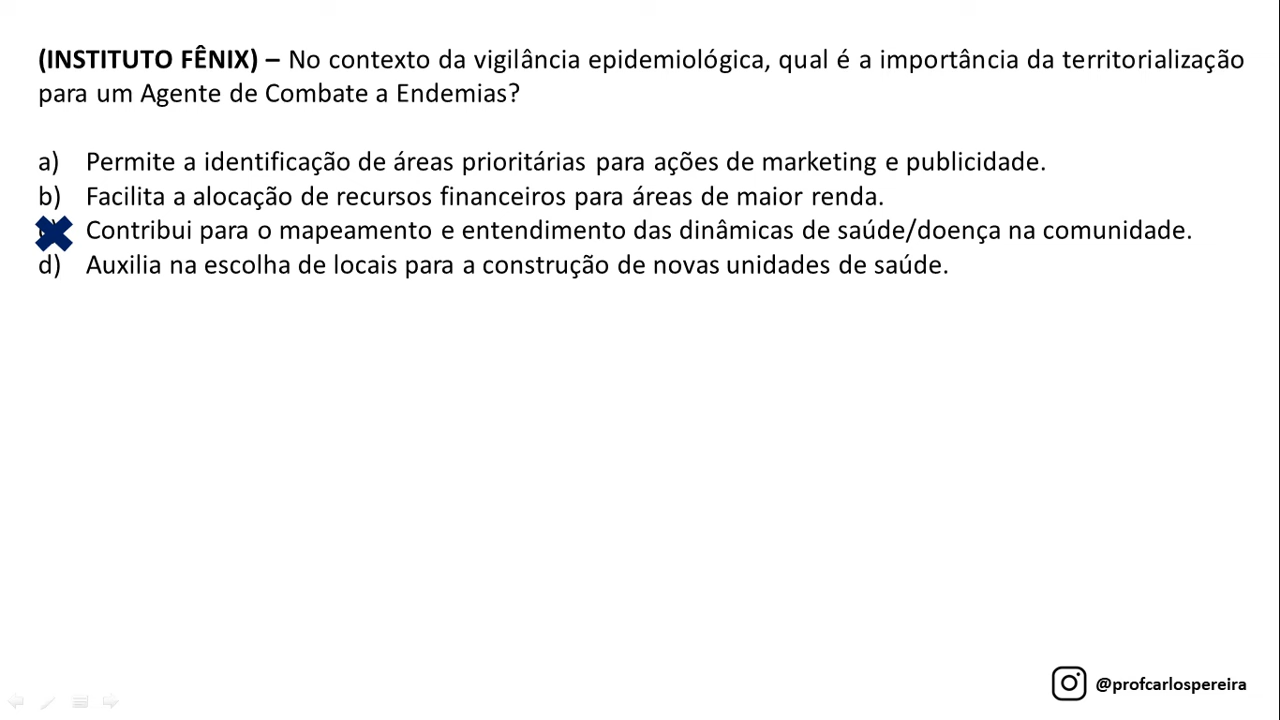 (INSTITUTO FÊNIX) – No contexto da vigilância epidemiológica, qual é a importância da territorialização
para um Agente de Combate a Endemias?
a) Permite a identificação de áreas prioritárias para ações de marketing e publicidade.
b) Facilita a alocação de recursos financeiros para áreas de maior renda.
Contribui para o mapeamento e entendimento das dinâmicas de saúde/doença na comunidade.
d) Auxilia na escolha de locais para a construção de novas unidades de saúde.
@profcarlospereira